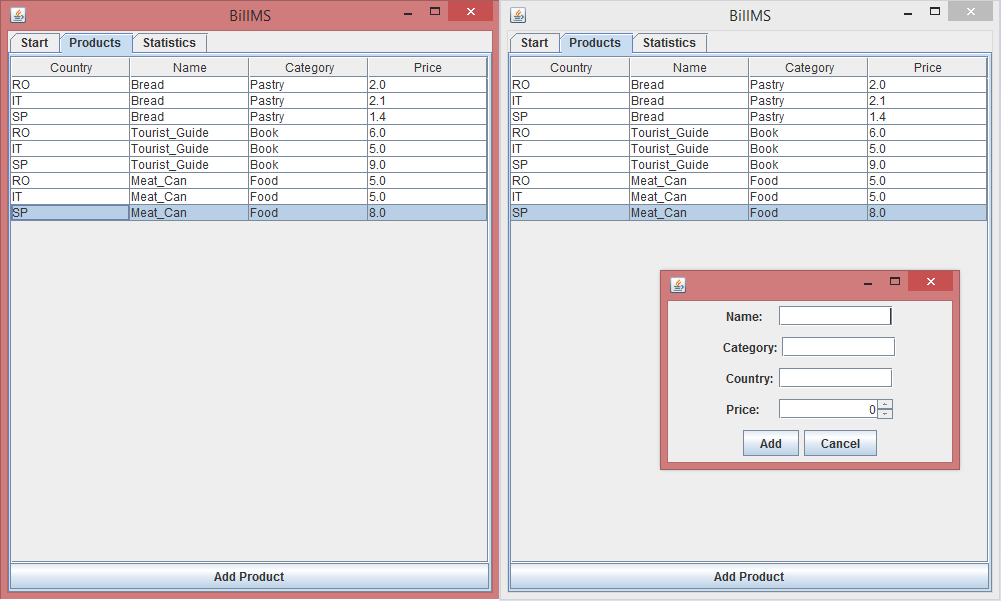 BillMS
Start Products Statistics
Country Name Category Price
RO Bread Pastry 2.0
IT Bread Pastry 2.1
SP Bread Pastry 1.4
RO Tourist_Guide Book 6.0
IT Tourist_Guide Book 5.0
SP Tourist_Guide Book 9.0
RO Meat_Can Food 5.0
IT Meat_Can Food 5.0
SP Meat_Can Food 8.0
Add Product
BillMS
Start Products Statistics
Country Name Category Price
RO Bread Pastry 2.0
IT Bread Pastry 2.1
SP Bread Pastry 1.4
RO Tourist_Guide Book 6.0
IT Tourist_Guide Book 5.0
SP Tourist_Guide Book 9.0
RO Meat_Can Food 5.0
IT Meat_Can Food 5.0
SP Meat_Can Food 8.0
Name:
Category:
Country:
Price: 0
Add Cancel
Add Product